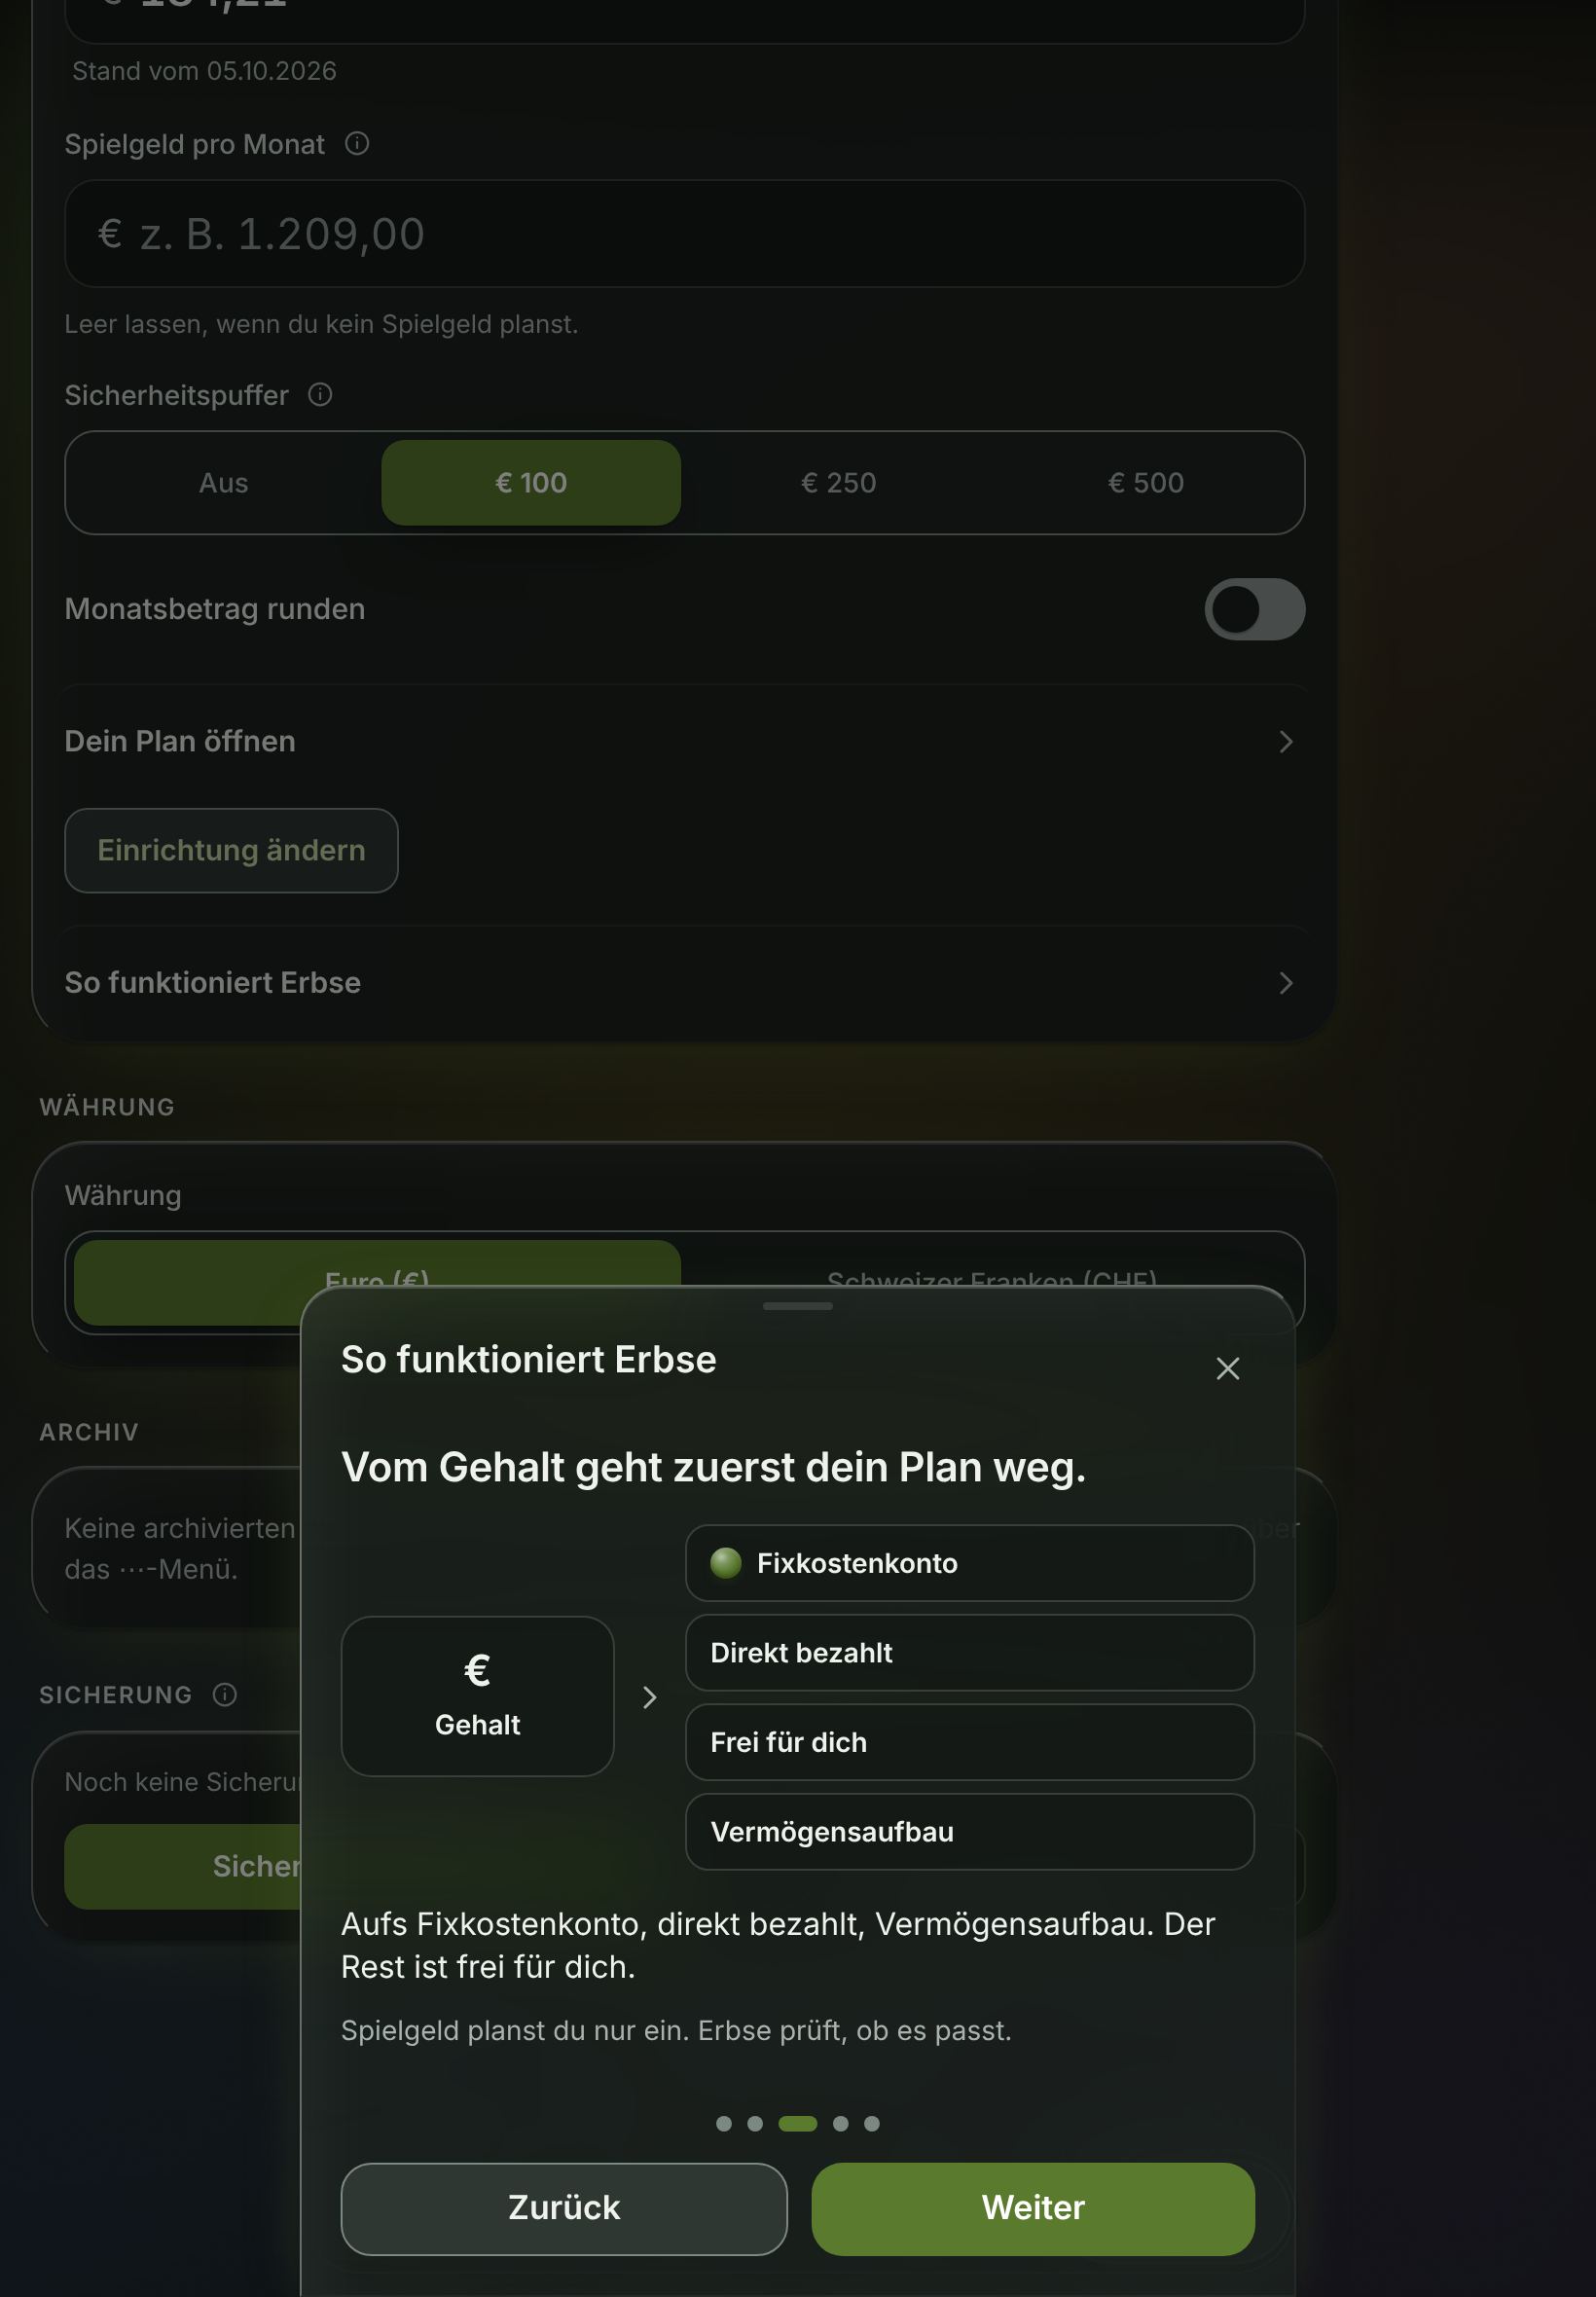 Stand vom 05.10.2026
Spielgeld pro Monat
€ z. B. 1.209,00
Leer lassen, wenn du kein Spielgeld planst.
Sicherheitspuffer
Aus
€ 100
€ 250
€ 500
Monatsbetrag runden
Dein Plan öffnen
Einrichtung ändern
So funktioniert Erbse
WÄHRUNG
Währung
Euro (€)
Schweizer Franken (CHF)
ARCHIV
Keine archivierten
das ···-Menü.
SICHERUNG
Noch keine
So funktioniert Erbse
Vom Gehalt geht zuerst dein Plan weg.
€
Gehalt
Fixkostenkonto
Direkt bezahlt
Frei für dich
Vermögensaufbau
Aufs Fixkostenkonto, direkt bezahlt, Vermögensaufbau. Der
Rest ist frei für dich.
Spielgeld planst du nur ein. Erbse prüft, ob es passt.
Zurück
Weiter